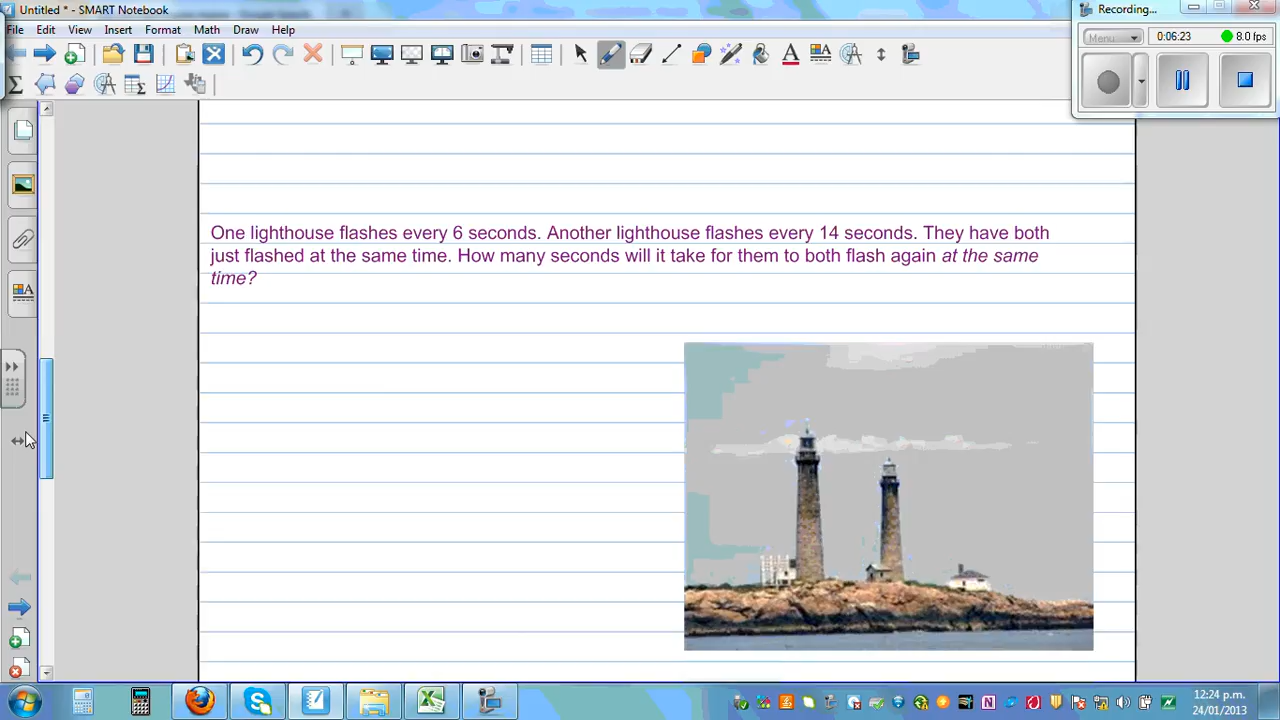 Untitled * - SMART Notebook
File Edit View Insert Format Math Draw Help
Recording...
Menu 0:06:23 8.0 fps
One lighthouse flashes every 6 seconds. Another lighthouse flashes every 14 seconds. They have both
just flashed at the same time. How many seconds will it take for them to both flash again at the same
time?
12:24 p.m.
24/01/2013